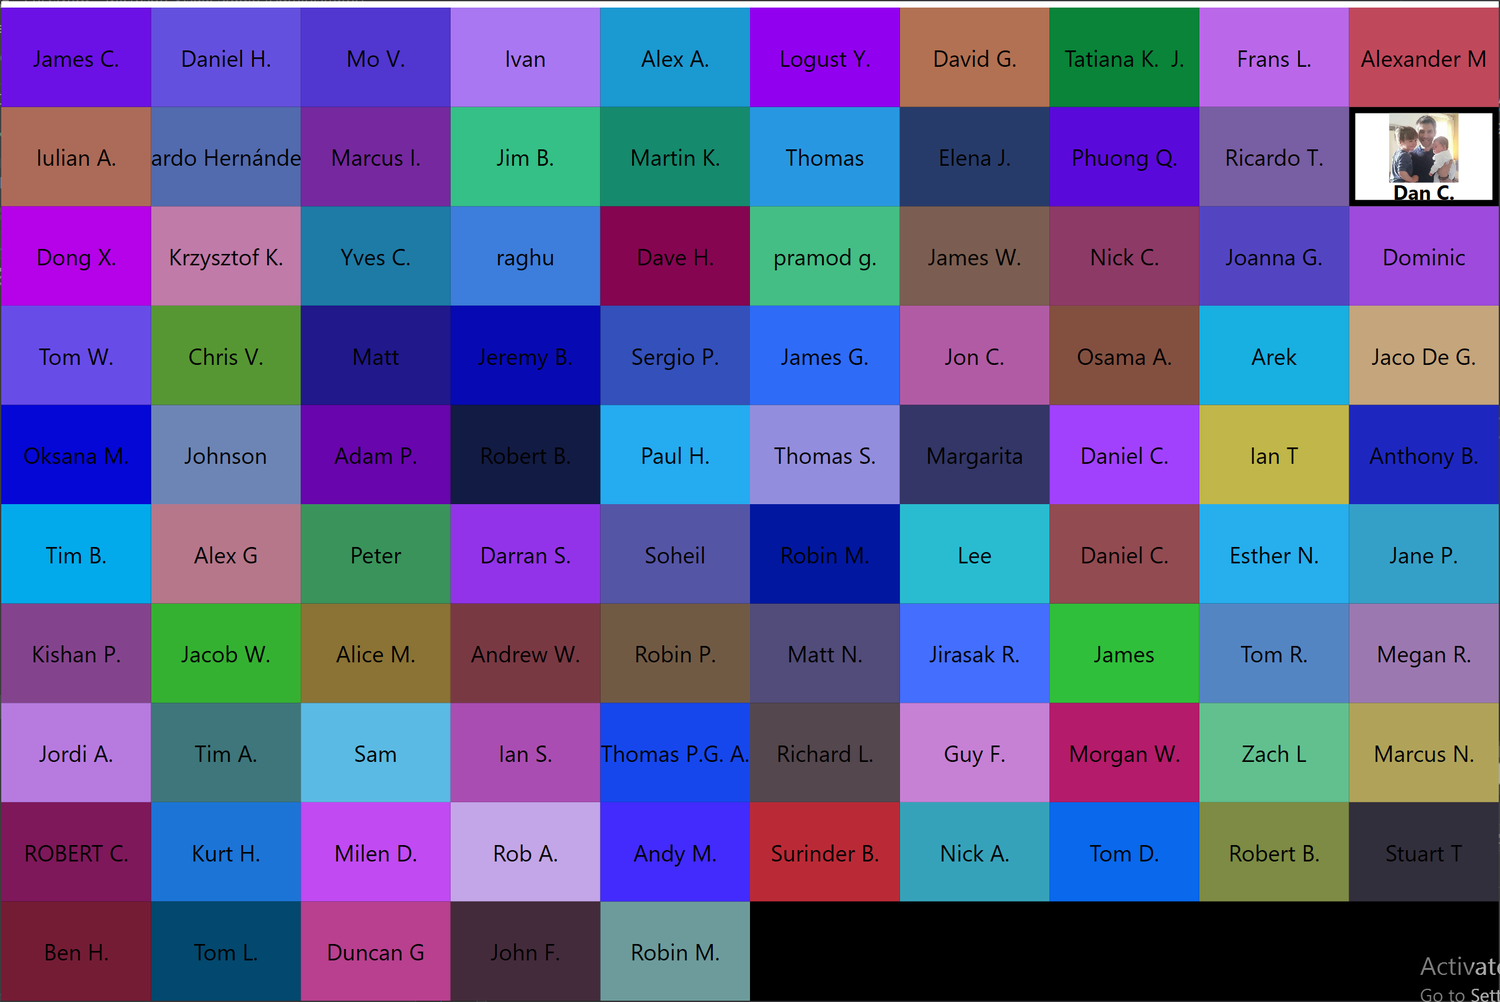 James C.
Daniel H.
Mo V.
Ivan
Alex A.
Logust Y.
David G.
Tatiana K. J.
Frans L.
Alexander M
Iulian A.
ardo Hernánde
Marcus I.
Jim B.
Martin K.
Thomas
Elena J.
Phuong Q.
Ricardo T.
Dan C.
Dong X.
Krzysztof K.
Yves C.
raghu
Dave H.
pramod g.
James W.
Nick C.
Joanna G.
Dominic
Tom W.
Chris V.
Matt
Jeremy B.
Sergio P.
James G.
Jon C.
Osama A.
Arek
Jaco De G.
Oksana M.
Johnson
Adam P.
Robert B.
Paul H.
Thomas S.
Margarita
Daniel C.
Ian T
Anthony B.
Tim B.
Alex G
Peter
Darran S.
Soheil
Robin M.
Lee
Daniel C.
Esther N.
Jane P.
Kishan P.
Jacob W.
Alice M.
Andrew W.
Robin P.
Matt N.
Jirasak R.
James
Tom R.
Megan R.
Jordi A.
Tim A.
Sam
Ian S.
Thomas P.G. A.
Richard L.
Guy F.
Morgan W.
Zach L
Marcus N.
ROBERT C.
Kurt H.
Milen D.
Rob A.
Andy M.
Surinder B.
Nick A.
Tom D.
Robert B.
Stuart T
Ben H.
Tom L.
Duncan G
John F.
Robin M.
Activate
Go to Sett